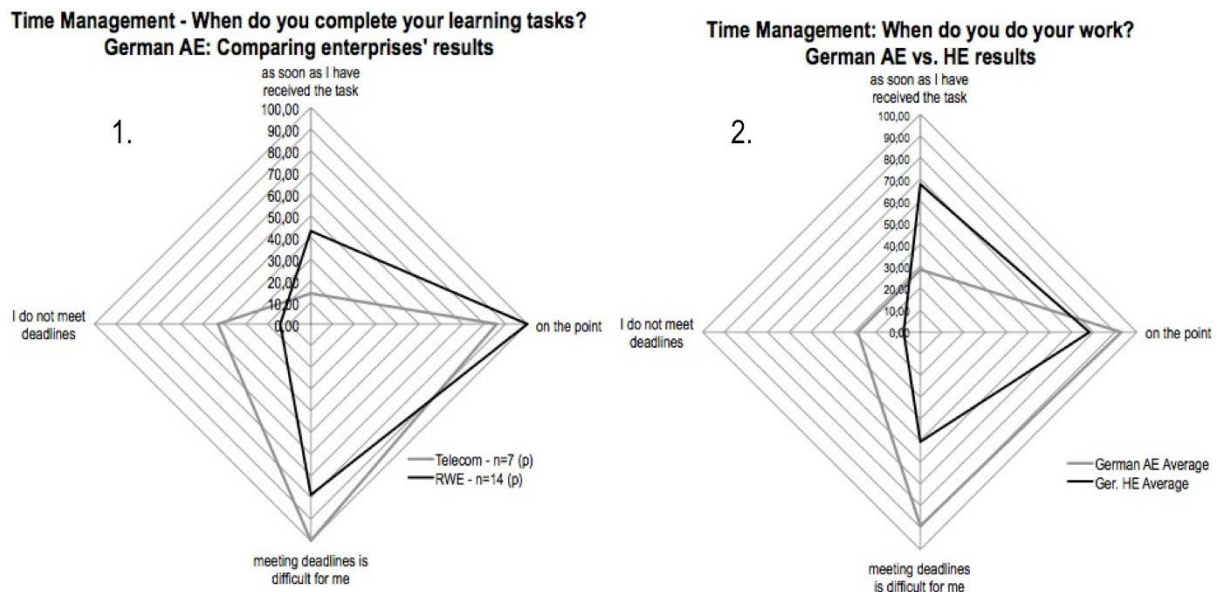 Time Management - When do you complete your learning tasks?
German AE: Comparing enterprises' results
as soon as I have
received the task
1.
100,00
90,00
80,00
70,00
60,00
50,00
40,00
30,00
20,00
10,00
0,00
I do not meet
deadlines
on the point
Telecom - n=7 (p)
RWE - n=14 (p)
meeting deadlines is
difficult for me
Time Management: When do you do your work?
German AE vs. HE results
as soon as I have
received the task
2.
100,00
90,00
80,00
70,00
60,00
50,00
40,00
30,00
20,00
10,00
0,00
I do not meet
deadlines
on the point
German AE Average
Ger. HE Average
meeting deadlines
is difficult for me